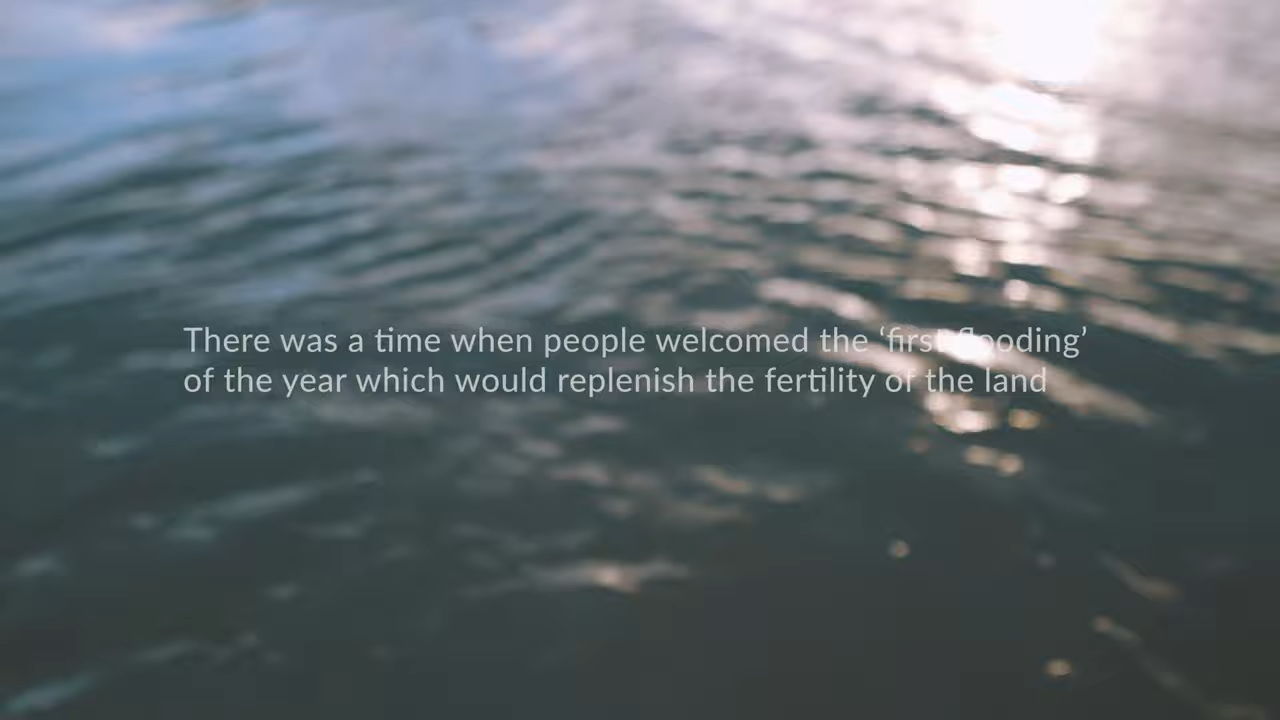 There was a time when people welcomed the ‘first flooding’
of the year which would replenish the fertility of the land